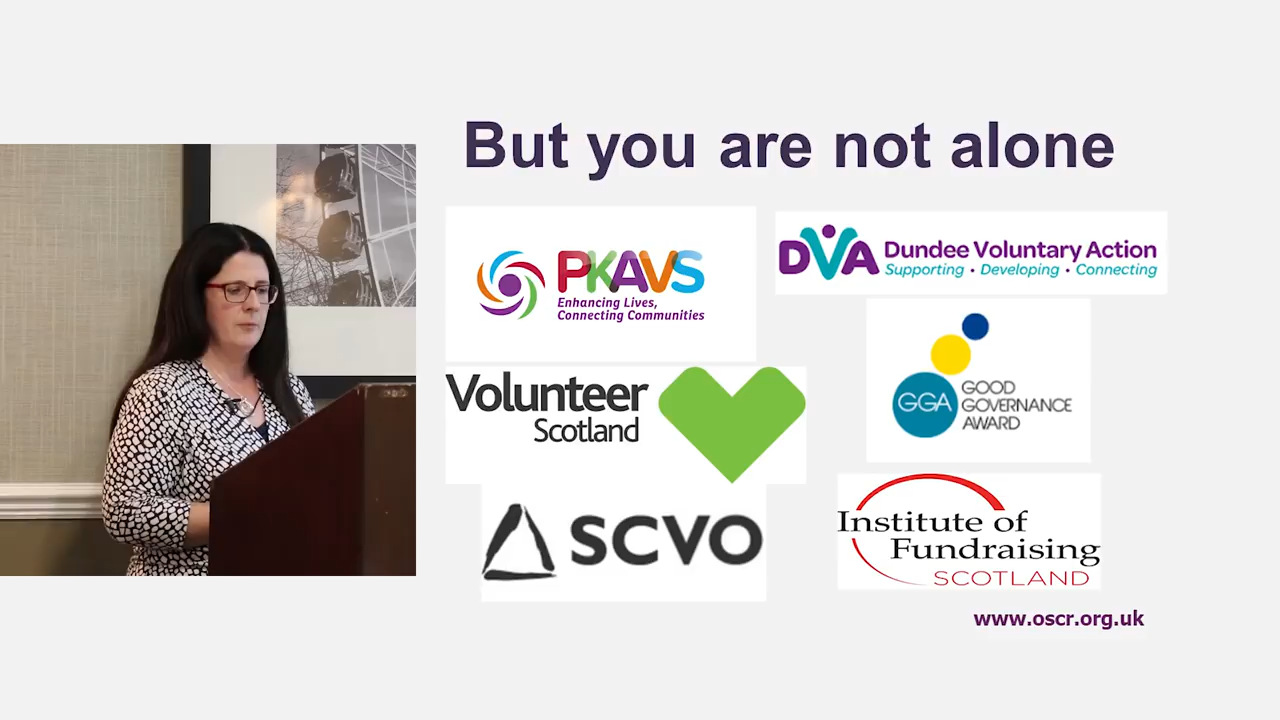 But you are not alone
PKAVS
Enhancing Lives,
Connecting Communities
DVA Dundee Voluntary Action
Supporting · Developing · Connecting
Volunteer
Scotland
GGA
GOOD
GOVERNANCE
AWARD
SCVO
Institute of
Fundraising
SCOTLAND
www.oscr.org.uk